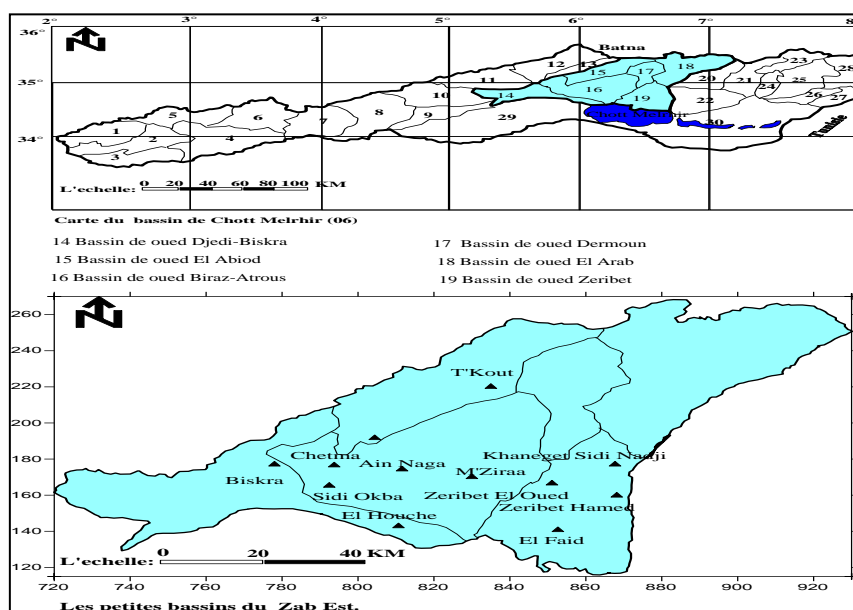 2° 3° 4° 5° 6° 7° 8°
36°
Batna
12 13 18 23 28
11 15 17 20 21 25
35°
10 14 16 24
19 22 26 27
5 6 8 9 29 Chott Melrhir 30
1 7
34° 2 4
3
Tunisie
L'echelle: 0 20 40 60 80 100 KM
Carte du bassin de Chott Melrhir (06)
14 Bassin de oued Djedi-Biskra
17 Bassin de oued Dermoun
15 Bassin de oued El Abiod
18 Bassin de oued El Arab
16 Bassin de oued Biraz-Atrous
19 Bassin de oued Zeribet
260
240
T'Kout
220
200
Chetma
Khaneget Sidi Nadji
180
Ain Naga
M'Ziraa
Biskra
Sidi Okba
Zeribet El Oued
160
Zeribet Hamed
El Houche
140
El Faid
0 20 40 KM
L'echelle:
120
720 740 760 780 800 820 840 860 880 900 920
Les petites bassins du Zab Est.